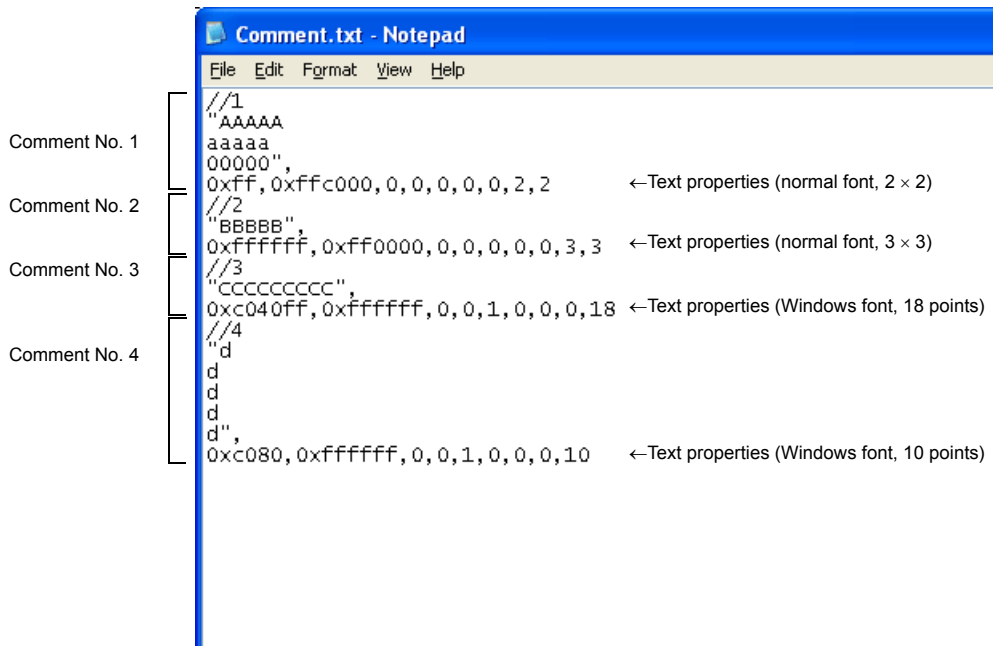 Comment.txt - Notepad
File Edit Format View Help
Comment No. 1
//1
"AAAAA
aaaaa
00000",
0xff,0xffc000,0,0,0,0,0,2,2 ←Text properties (normal font, 2 × 2)
Comment No. 2
//2
"BBBBB",
0xffffff,0xff0000,0,0,0,0,0,3,3 ←Text properties (normal font, 3 × 3)
Comment No. 3
//3
"CCCCCCCCC",
0xc040ff,0xffffff,0,0,1,0,0,0,18 ←Text properties (Windows font, 18 points)
Comment No. 4
//4
"d
d
d
d
d",
0xc080,0xffffff,0,0,1,0,0,0,10 ←Text properties (Windows font, 10 points)